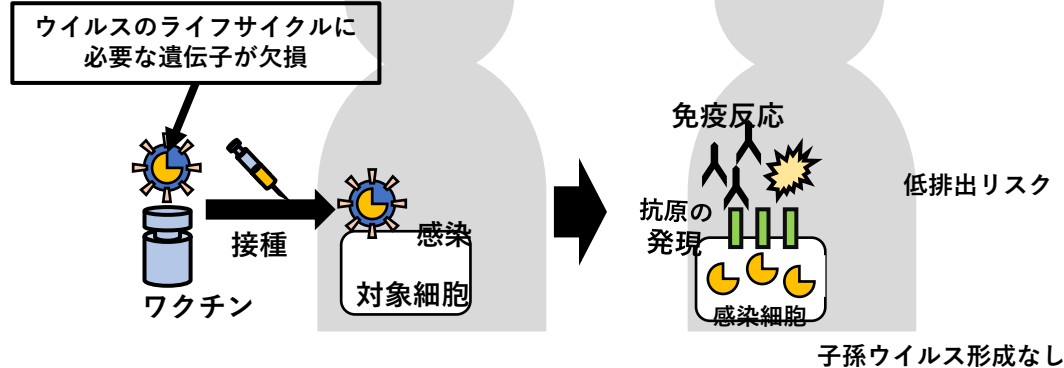 ウイルスのライフサイクルに
必要な遺伝子が欠損
接種
ワクチン
感染
対象細胞
免疫反応
抗原の
発現
感染細胞
低排出リスク
子孫ウイルス形成なし